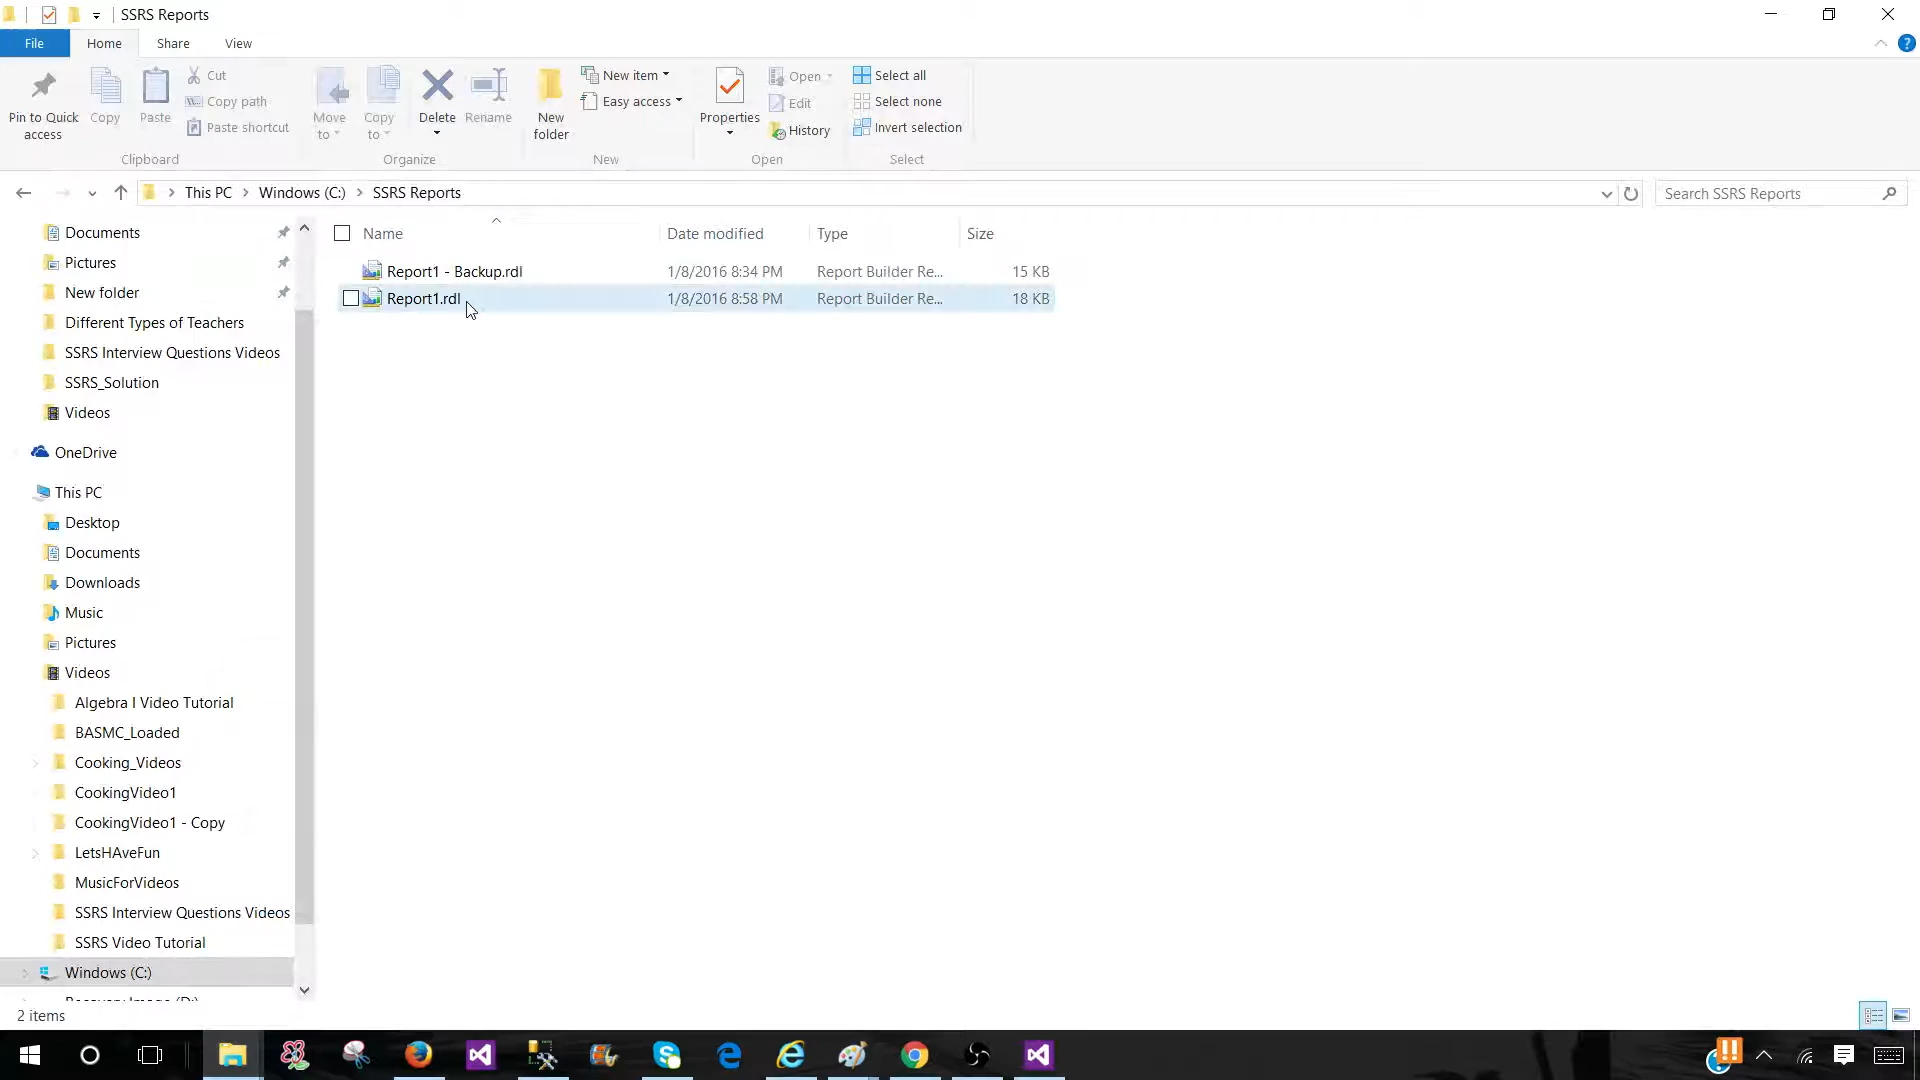 SSRS Reports
File Home Share View
Pin to Quick access
Copy
Paste
Cut
Copy path
Paste shortcut
Clipboard
Move to
Copy to
Delete
Rename
Organize
New folder
New item
Easy access
New
Properties
Open
Edit
History
Open
Select all
Select none
Invert selection
Select
This PC Windows (C:) SSRS Reports
Search SSRS Reports
Name Date modified Type Size
Report1 - Backup.rdl 1/8/2016 8:34 PM Report Builder Re... 15 KB
Report1.rdl 1/8/2016 8:58 PM Report Builder Re... 18 KB
Documents
Pictures
New folder
Different Types of Teachers
SSRS Interview Questions Videos
SSRS_Solution
Videos
OneDrive
This PC
Desktop
Documents
Downloads
Music
Pictures
Videos
Algebra I Video Tutorial
BASMC_Loaded
Cooking_Videos
CookingVideo1
CookingVideo1 - Copy
LetsHAveFun
MusicForVideos
SSRS Interview Questions Videos
SSRS Video Tutorial
Windows (C:)
2 items